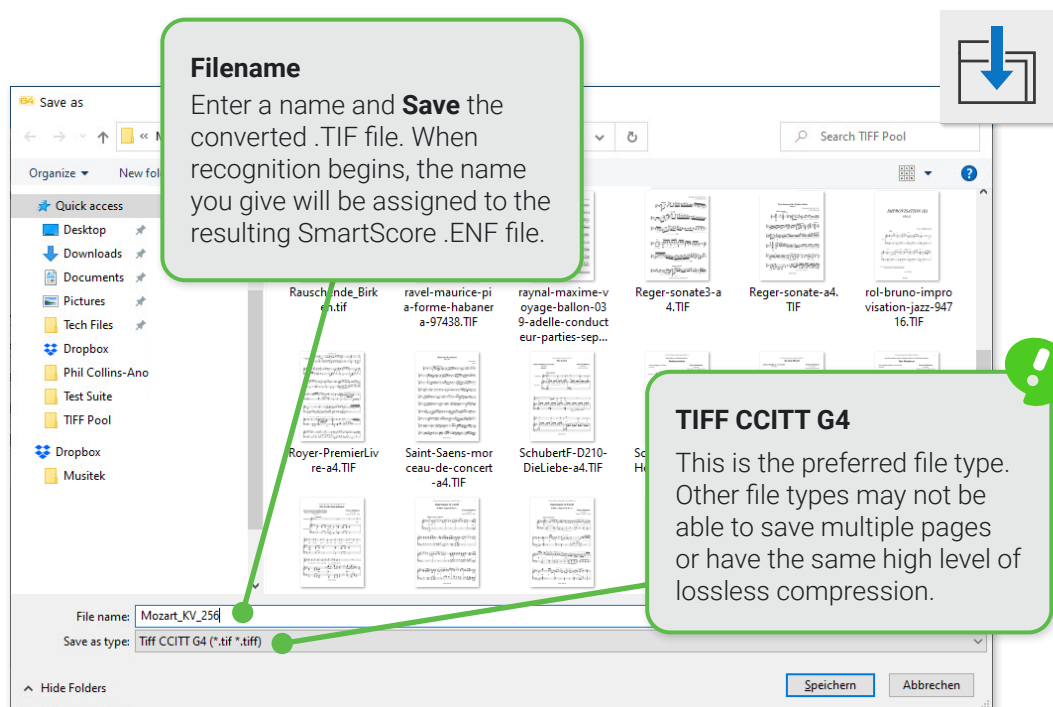 Filename
Enter a name and Save the
converted .TIF file. When
recognition begins, the name
you give will be assigned to the
resulting SmartScore .ENF file.
64 Save as
« M
Search TIFF Pool
Organize
New fol
Quick access
Desktop
Downloads
Documents
Pictures
Tech Files
Dropbox
Phil Collins-Ano
Test Suite
TIFF Pool
Dropbox
Musitek
Rauschende_Birk
en.tif
ravel-maurice-pi
a-forme-habaner
a-97438.TIF
raynal-maxime-v
oyage-ballon-03
9-adelle-conduct
eur-parties-sep...
Reger-sonate3-a
4.TIF
Reger-sonate-a4.
TIF
rol-bruno-impro
visation-jazz-947
16.TIF
Royer-PremierLiv
re-a4.TIF
Saint-Saens-mor
ceau-de-concert
-a4.TIF
SchubertF-D210-
DieLiebe-a4.TIF
TIFF CCITT G4
This is the preferred file type.
Other file types may not be
able to save multiple pages
or have the same high level of
lossless compression.
File name: Mozart_KV_256
Save as type: Tiff CCITT G4 (*.tif *.tiff)
Hide Folders
Speichern
Abbrechen